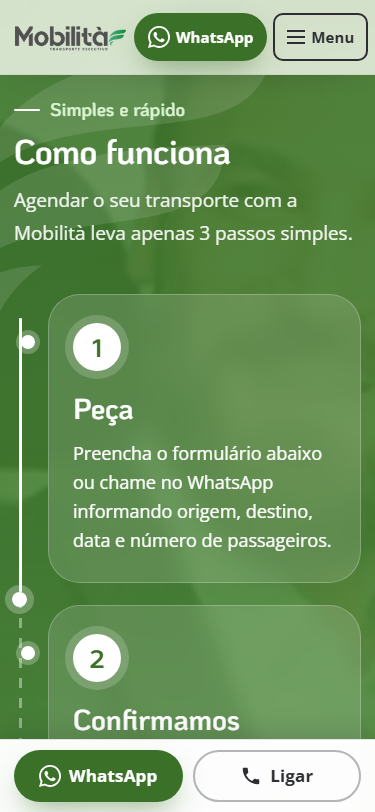 Mobilità
TRANSPORTE EXECUTIVO
WhatsApp
Menu
Simples e rápido
Como funciona
Agendar o seu transporte com a
Mobilità leva apenas 3 passos simples.
1
Peça
Preencha o formulário abaixo
ou chame no WhatsApp
informando origem, destino,
data e número de passageiros.
2
Confirmamos
WhatsApp
Ligar